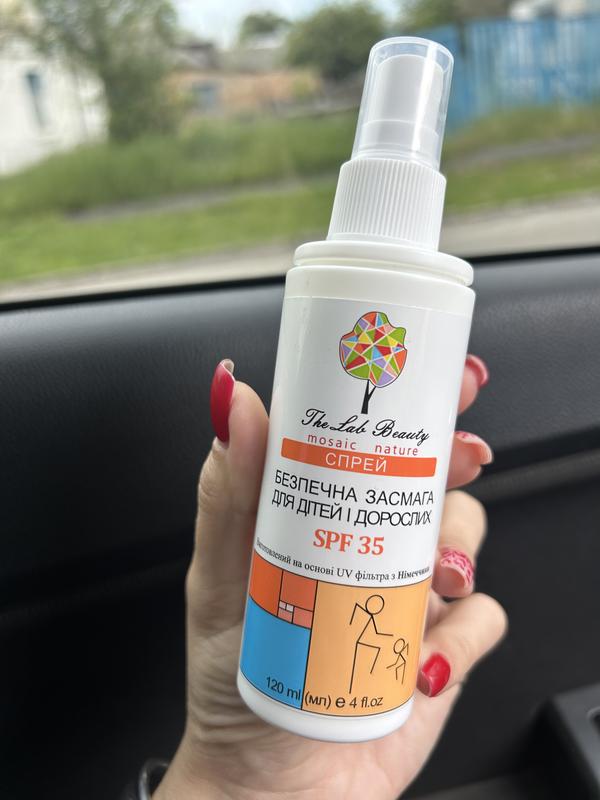 The Lab Beauty
mosaic nature
СПРЕЙ
БЕЗПЕЧНА ЗАСМАГА
ДЛЯ ДІТЕЙ І ДОРОСЛИХ
SPF 35
Виготовлений на основі UV фільтра з Німеччини
120 ml (мл) e 4 fl.oz